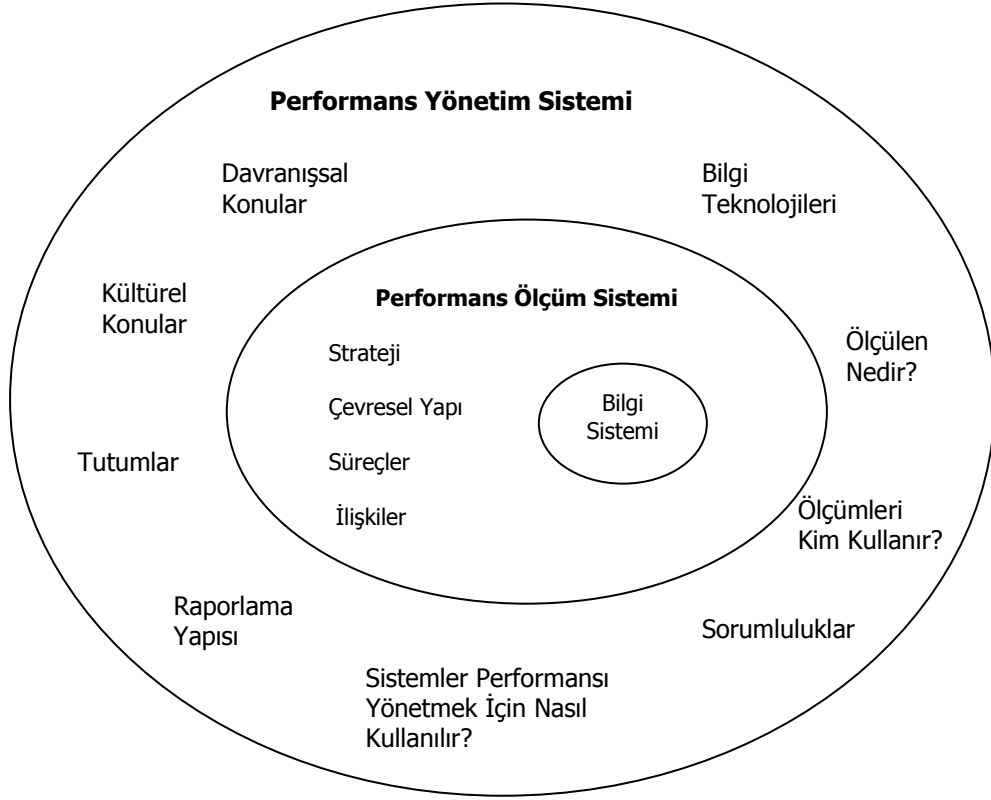 Performans Yönetim Sistemi
Davranışsal
Konular
Bilgi
Teknolojileri
Kültürel
Konular
Performans Ölçüm Sistemi
Strateji
Çevresel Yapı
Süreçler
İlişkiler
Bilgi
Sistemi
Ölçülen
Nedir?
Tutumlar
Ölçümleri
Kim Kullanır?
Raporlama
Yapısı
Sorumluluklar
Sistemler Performansı
Yönetmek İçin Nasıl
Kullanılır?